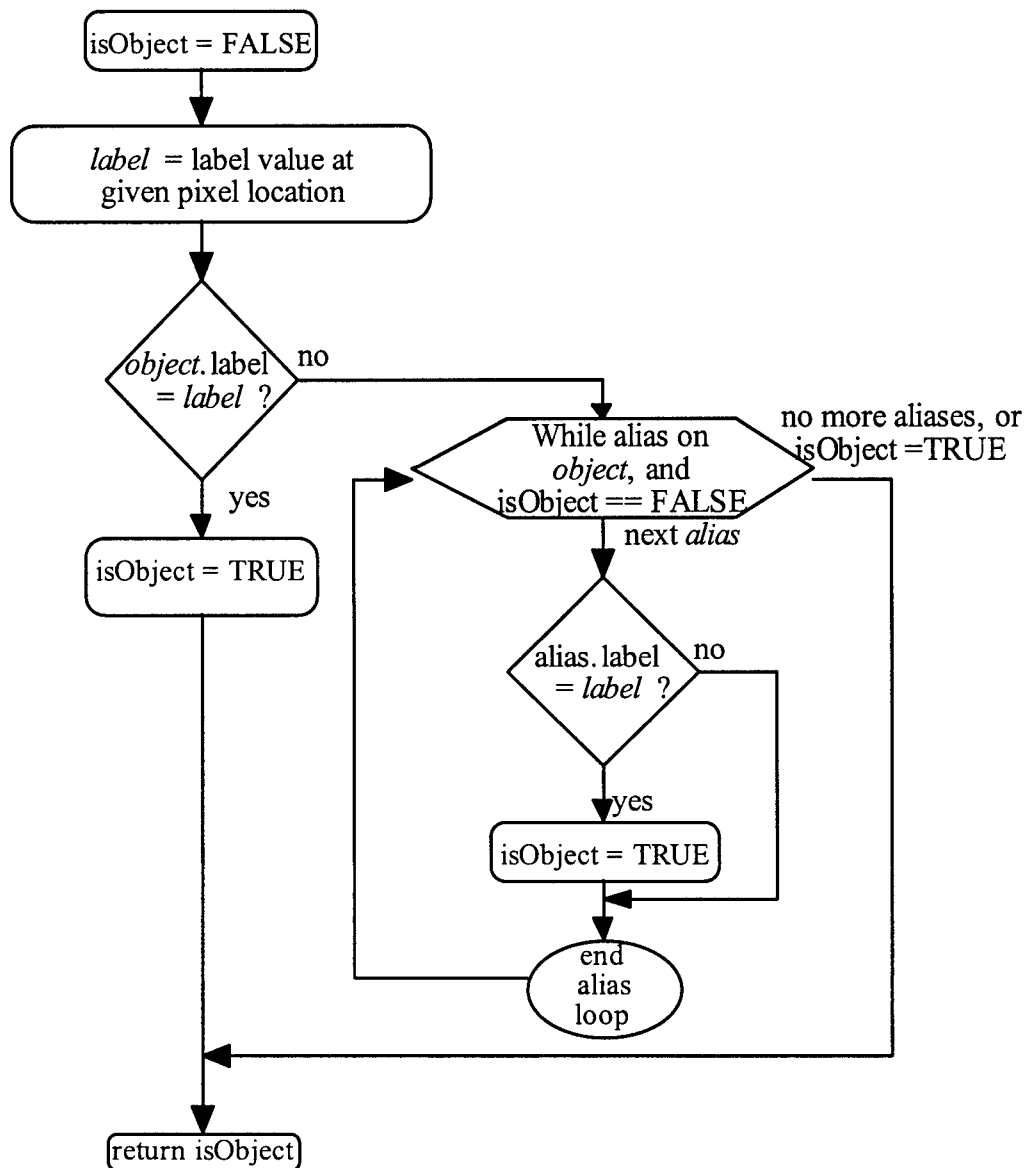 isObject = FALSE
label = label value at
given pixel location
object.label
= label ?
no
yes
isObject = TRUE
While alias on
object, and
isObject == FALSE
no more aliases, or
isObject =TRUE
next alias
alias.label
= label ?
no
yes
isObject = TRUE
end
alias
loop
return isObject